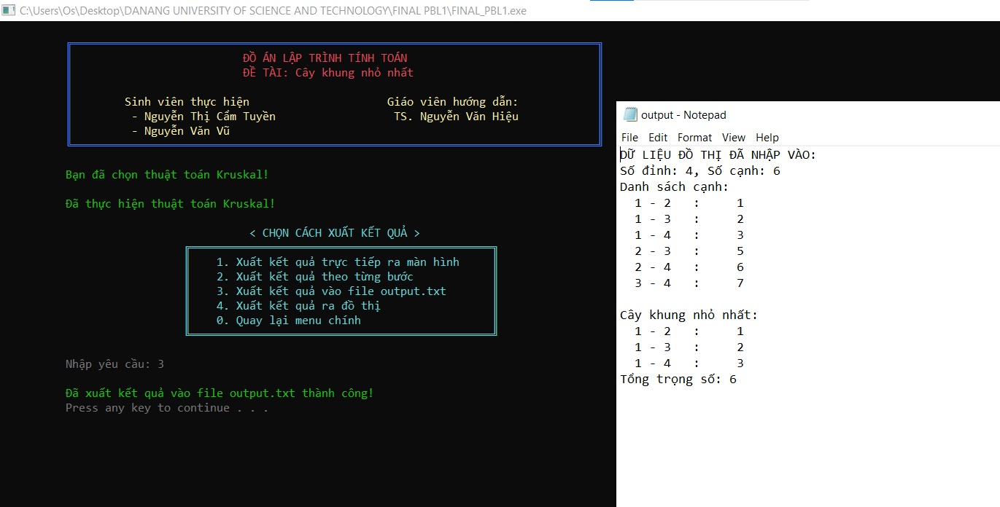 C:\Users\Os\Desktop\DANANG UNIVERSITY OF SCIENCE AND TECHNOLOGY\FINAL PBL1\FINAL_PBL1.exe
ĐỒ ÁN LẬP TRÌNH TÍNH TOÁN
ĐỀ TÀI: Cây khung nhỏ nhất
Sinh viên thực hiện Giáo viên hướng dẫn:
- Nguyễn Thị Cẩm Tuyền TS. Nguyễn Văn Hiệu
- Nguyễn Văn Vũ
Bạn đã chọn thuật toán Kruskal!
Đã thực hiện thuật toán Kruskal!
< CHỌN CÁCH XUẤT KẾT QUẢ >
1. Xuất kết quả trực tiếp ra màn hình
2. Xuất kết quả theo từng bước
3. Xuất kết quả vào file output.txt
4. Xuất kết quả ra đồ thị
0. Quay lại menu chính
Nhập yêu cầu: 3
Đã xuất kết quả vào file output.txt thành công!
Press any key to continue . . .
output - Notepad
File Edit Format View Help
DỮ LIỆU ĐỒ THỊ ĐÃ NHẬP VÀO:
Số đỉnh: 4, Số cạnh: 6
Danh sách cạnh:
1 - 2 : 1
1 - 3 : 2
1 - 4 : 3
2 - 3 : 5
2 - 4 : 6
3 - 4 : 7
Cây khung nhỏ nhất:
1 - 2 : 1
1 - 3 : 2
1 - 4 : 3
Tổng trọng số: 6